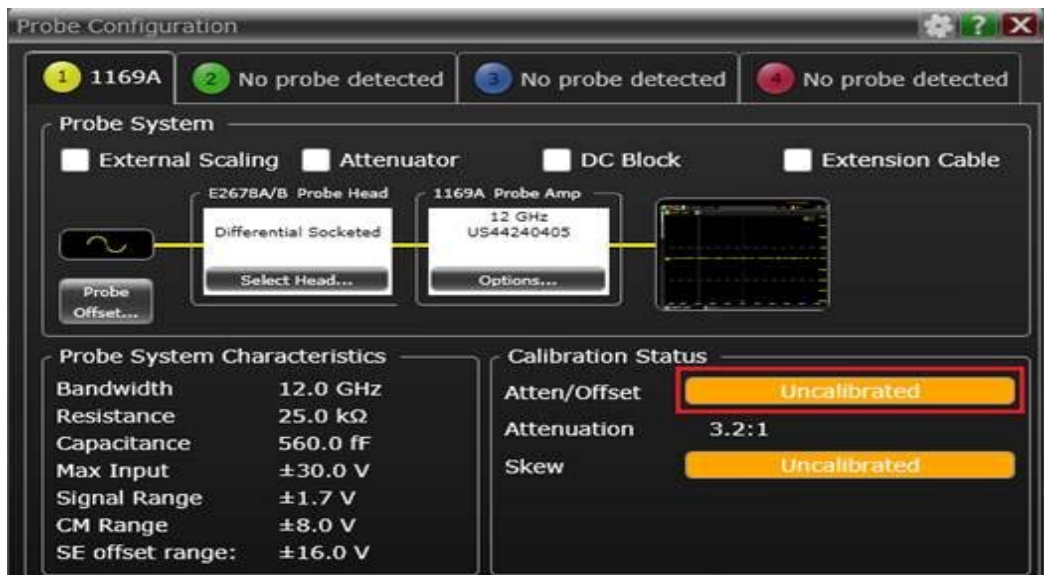 Probe Configuration
?
X
1 1169A
2 No probe detected
3 No probe detected
4 No probe detected
Probe System
External Scaling
Attenuator
DC Block
Extension Cable
E2678A/B Probe Head
1169A Probe Amp
Differential Socketed
12 GHz
US44240405
Select Head...
Options...
Probe
Offset...
Probe System Characteristics
Bandwidth 12.0 GHz
Resistance 25.0 kΩ
Capacitance 560.0 fF
Max Input ±30.0 V
Signal Range ±1.7 V
CM Range ±8.0 V
SE offset range: ±16.0 V
Calibration Status
Atten/Offset Uncalibrated
Attenuation 3.2:1
Skew Uncalibrated